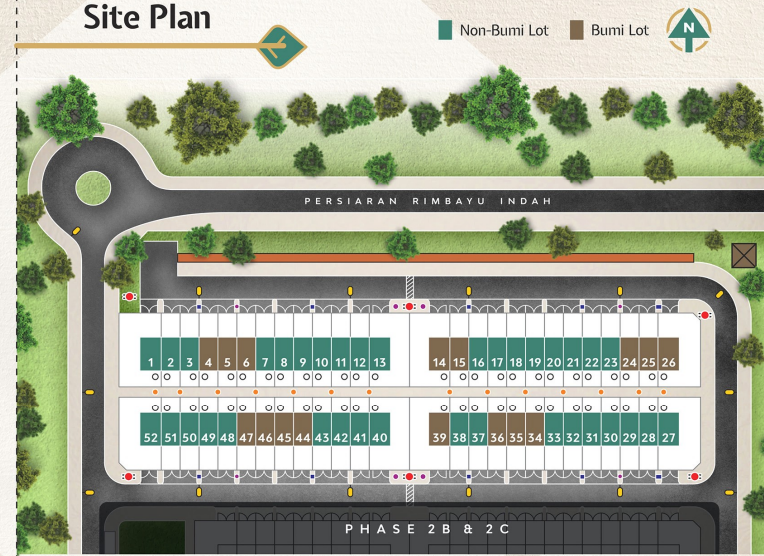 Site Plan
Non-Bumi Lot
Bumi Lot
N
PERSIARAN RIMBAYU INDAH
1 2 3 4 5 6 7 8 9 10 11 12 13
14 15 16 17 18 19 20 21 22 23 24 25 26
52 51 50 49 48 47 46 45 44 43 42 41 40
39 38 37 36 35 34 33 32 31 30 29 28 27
PHASE 2B & 2C